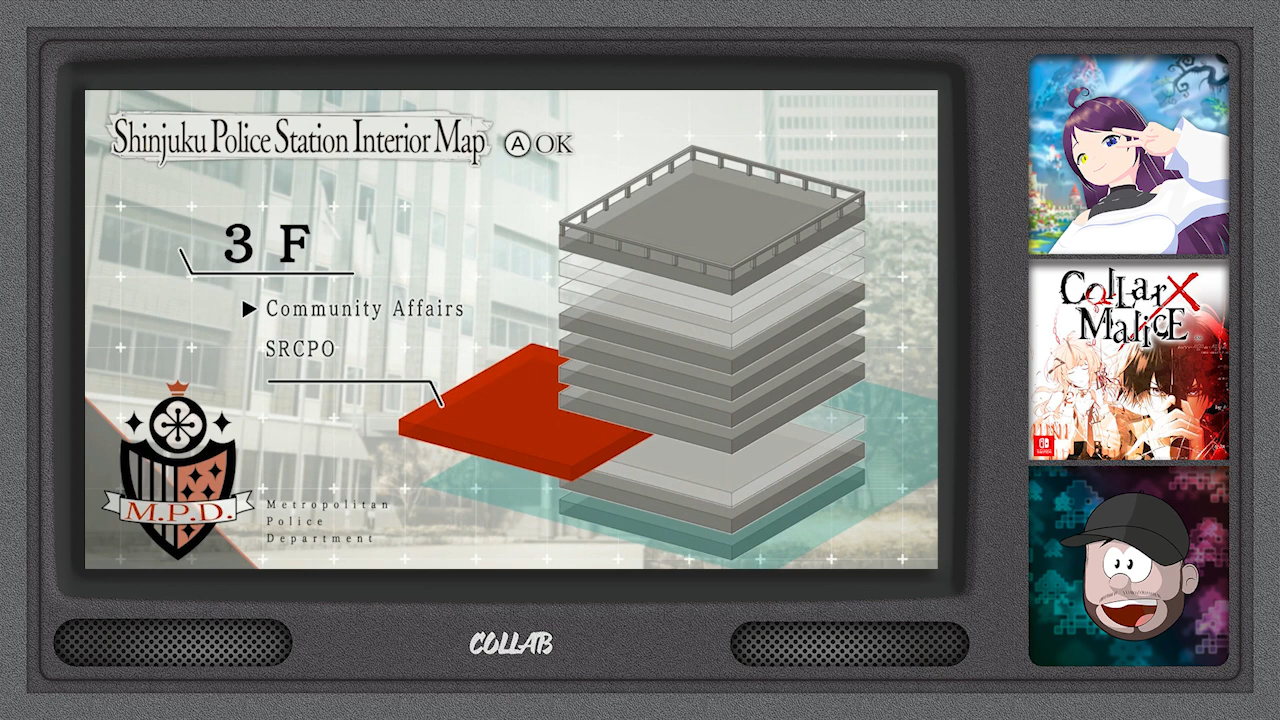 Shinjuku Police Station Interior Map
A OK
3 F
▶ Community Affairs
SRCPO
M.P.D.
Metropolitan
Police
Department
COLLAB
Collar X
Malice